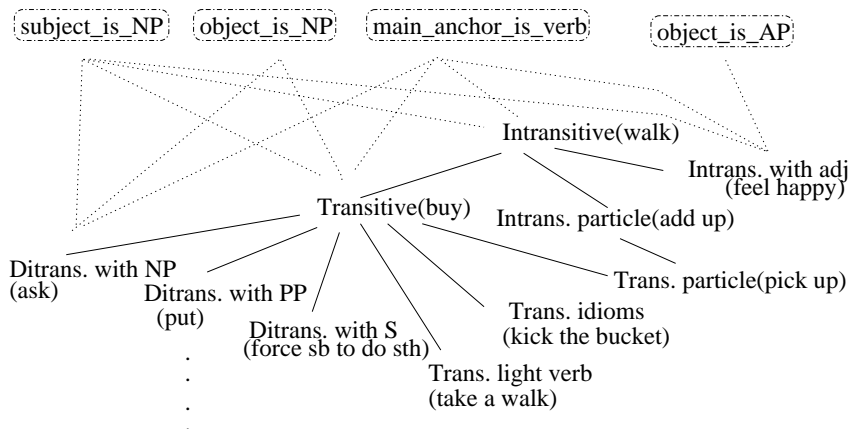 subject_is_NP object_is_NP main_anchor_is_verb object_is_AP
Intransitive(walk)
Intrans. with adj
(feel happy)
Transitive(buy)
Intrans. particle(add up)
Ditrans. with NP
(ask)
Ditrans. with PP
(put)
Ditrans. with S
(force sb to do sth)
Trans. particle(pick up)
Trans. idioms
(kick the bucket)
Trans. light verb
(take a walk)
.
.
.
.